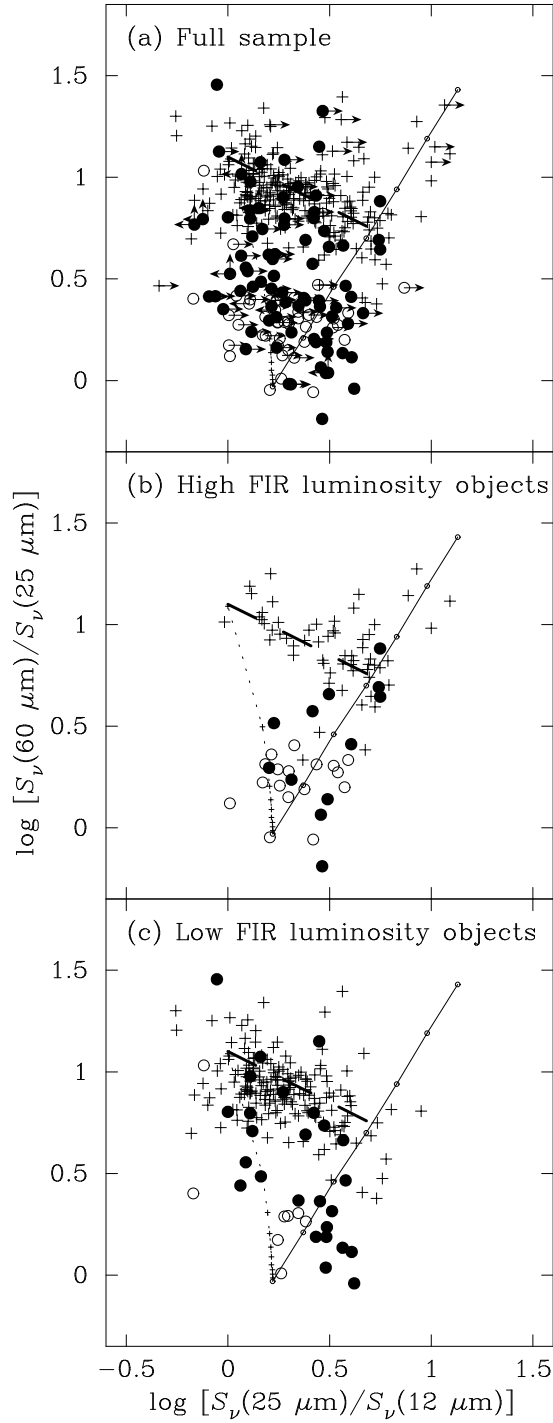 (a) Full sample
1.5
1
0.5
0
(b) High FIR luminosity objects
1.5
1
0.5
0
log [Sν(60 μm)/Sν(25 μm)]
(c) Low FIR luminosity objects
1.5
1
0.5
0
−0.5 0 0.5 1 1.5
log [Sν(25 μm)/Sν(12 μm)]